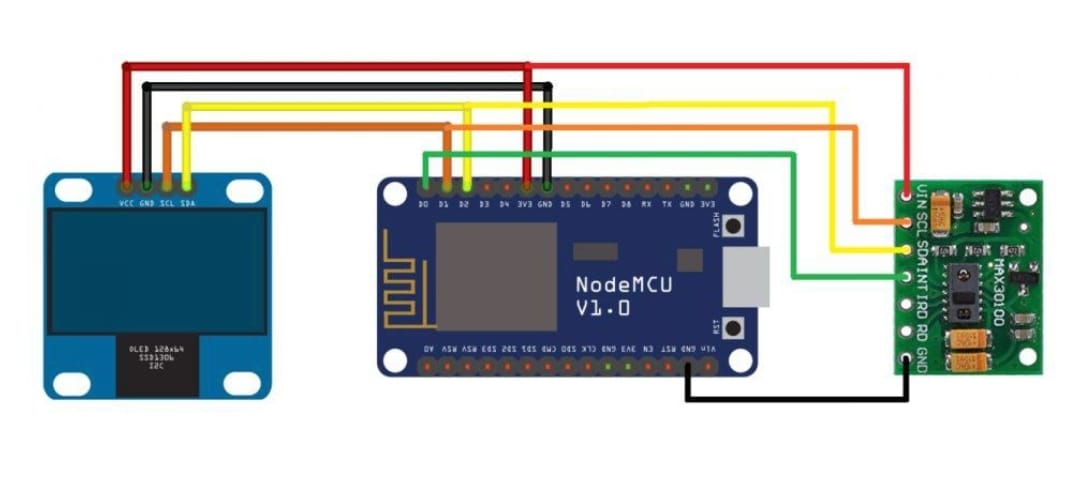 VCC GND SCL SDA
OLED 128x64
SSD1306
I2C
D0 D1 D2 D3 D4 3V3 GND D5 D6 D7 D8 RX TX GND 3V3
FLASH
NodeMCU
V1.0
RST
A0 RSV RSV SD3 SD2 SD1 CMD SD0 CLK GND 3V3 EN RST GND Vin
VIN
SCL
SDA
INT
IRD
RD
GND
MAX30100